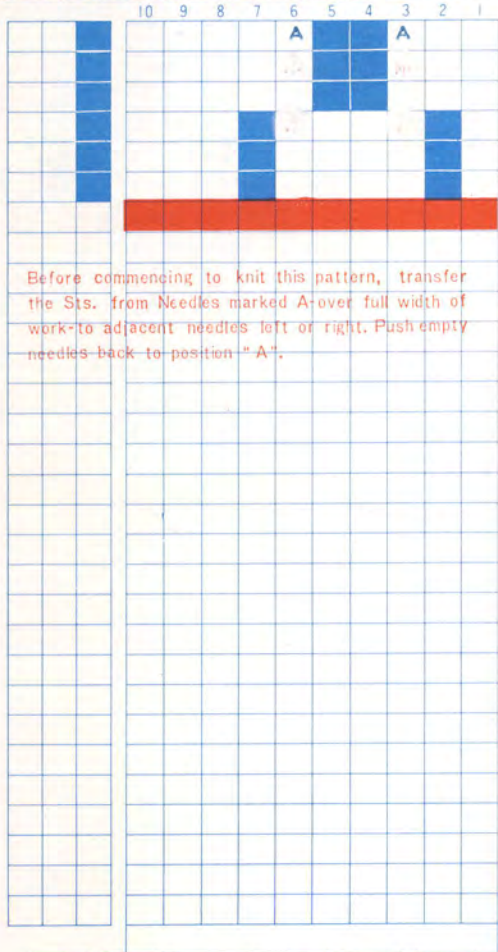 10 9 8 7 6 5 4 3 2 1
A A
Before commencing to knit this pattern, transfer
the Sts. from Needles marked A-over full width of
work-to adjacent needles left or right. Push empty
needles back to position "A".